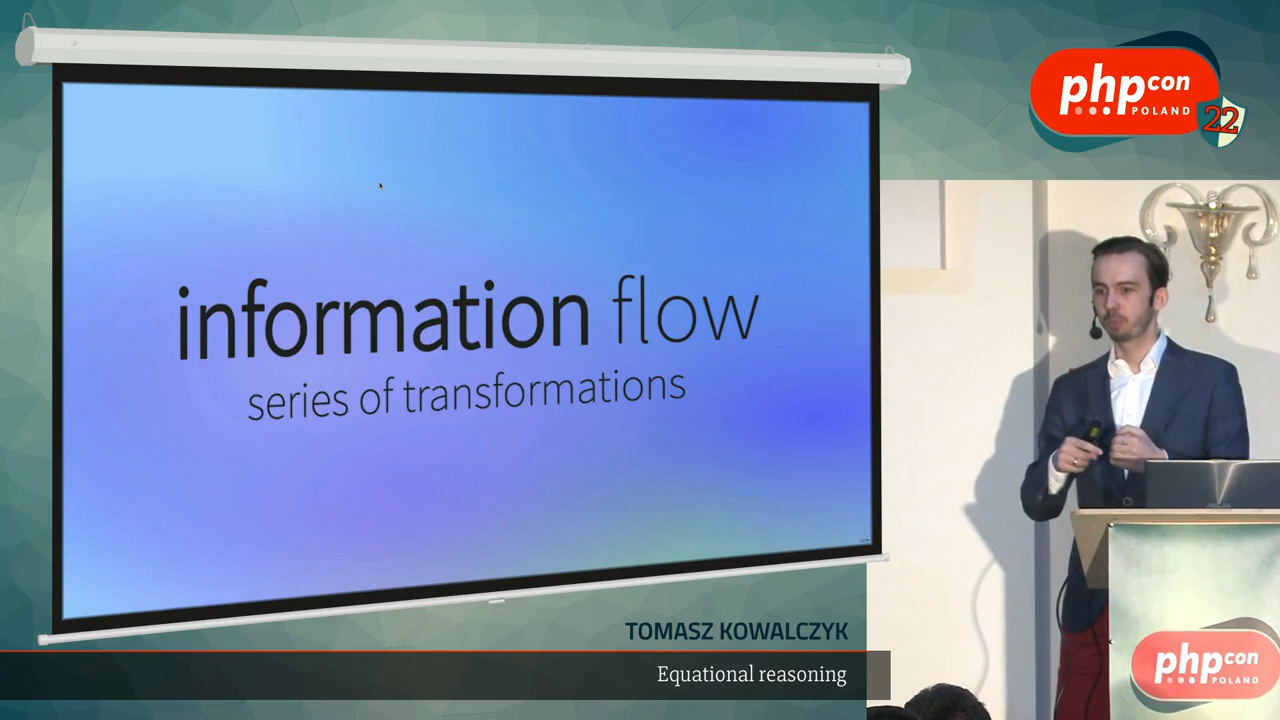 php con
POLAND
22
information flow
series of transformations
TOMASZ KOWALCZYK
Equational reasoning
php con
POLAND